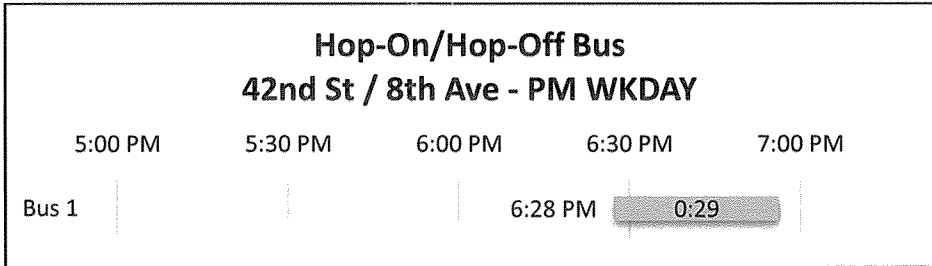 Hop-On/Hop-Off Bus
42nd St / 8th Ave - PM WKDAY
5:00 PM 5:30 PM 6:00 PM 6:30 PM 7:00 PM
Bus 1 6:28 PM 0:29